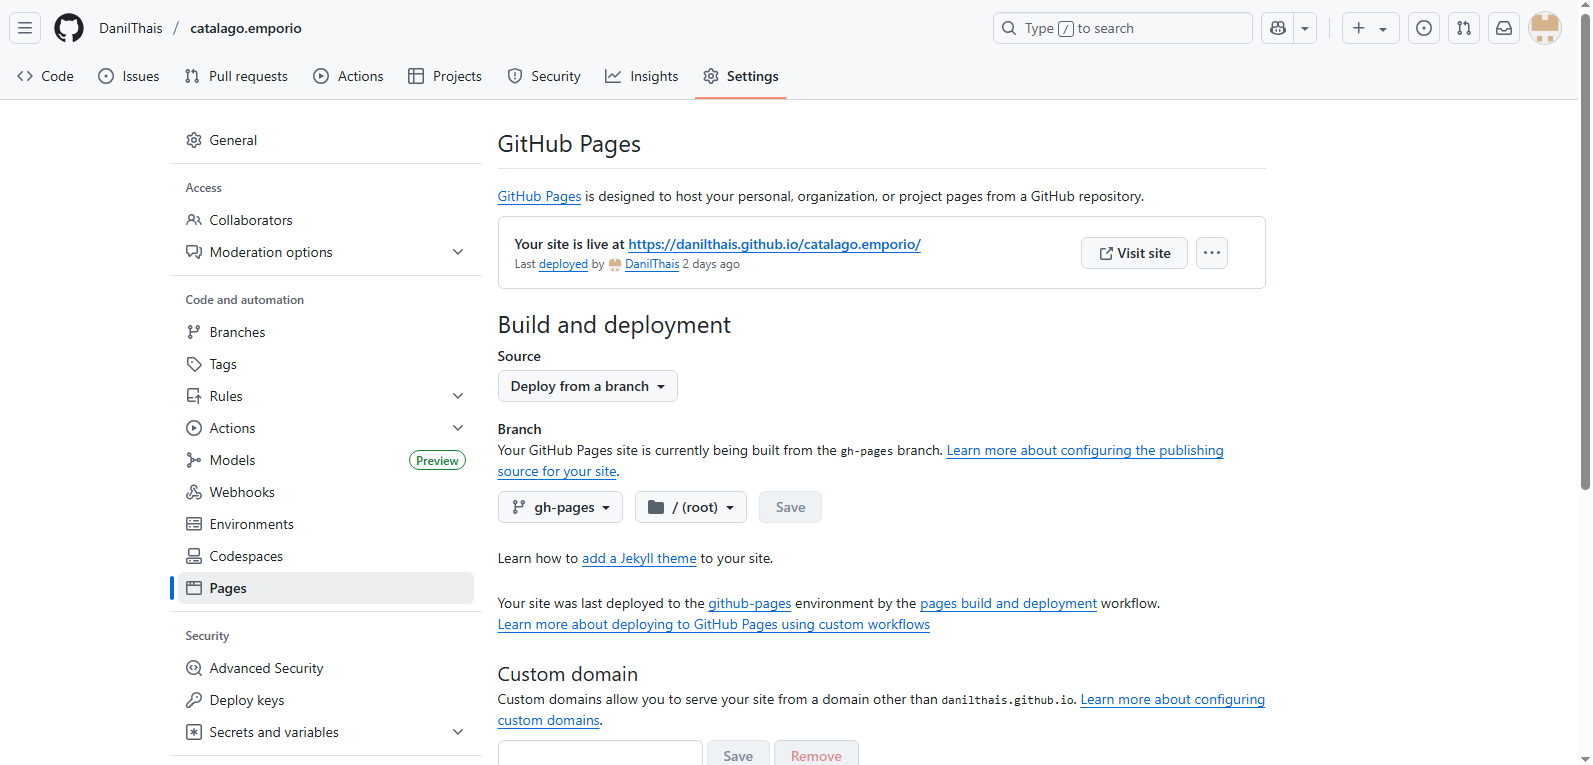 DanilThais / catalago.emporio
Type / to search
Code
Issues
Pull requests
Actions
Projects
Security
Insights
Settings
General
Access
Collaborators
Moderation options
Code and automation
Branches
Tags
Rules
Actions
Models Preview
Webhooks
Environments
Codespaces
Pages
Security
Advanced Security
Deploy keys
Secrets and variables
GitHub Pages
GitHub Pages is designed to host your personal, organization, or project pages from a GitHub repository.
Your site is live at https://danilthais.github.io/catalago.emporio/
Last deployed by DanilThais 2 days ago
Visit site
Build and deployment
Source
Deploy from a branch
Branch
Your GitHub Pages site is currently being built from the gh-pages branch. Learn more about configuring the publishing
source for your site.
gh-pages / (root) Save
Learn how to add a Jekyll theme to your site.
Your site was last deployed to the github-pages environment by the pages build and deployment workflow.
Learn more about deploying to GitHub Pages using custom workflows
Custom domain
Custom domains allow you to serve your site from a domain other than danilthais.github.io. Learn more about configuring
custom domains.
Save Remove